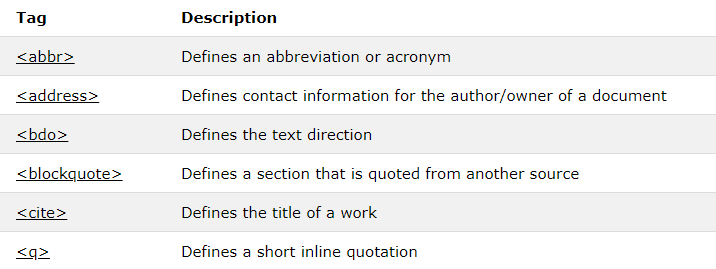 Tag Description
<abbr> Defines an abbreviation or acronym
<address> Defines contact information for the author/owner of a document
<bdo> Defines the text direction
<blockquote> Defines a section that is quoted from another source
<cite> Defines the title of a work
<q> Defines a short inline quotation